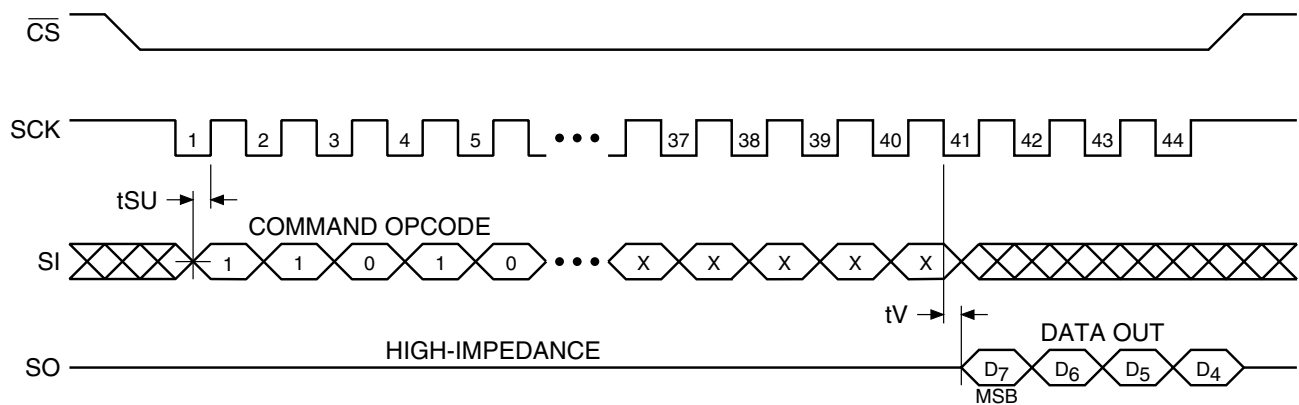 CS
SCK 1 2 3 4 5 • • • 37 38 39 40 41 42 43 44
tSU
COMMAND OPCODE
SI 1 1 0 1 0 • • • X X X X X
tV
HIGH-IMPEDANCE
DATA OUT
SO D7 D6 D5 D4
MSB